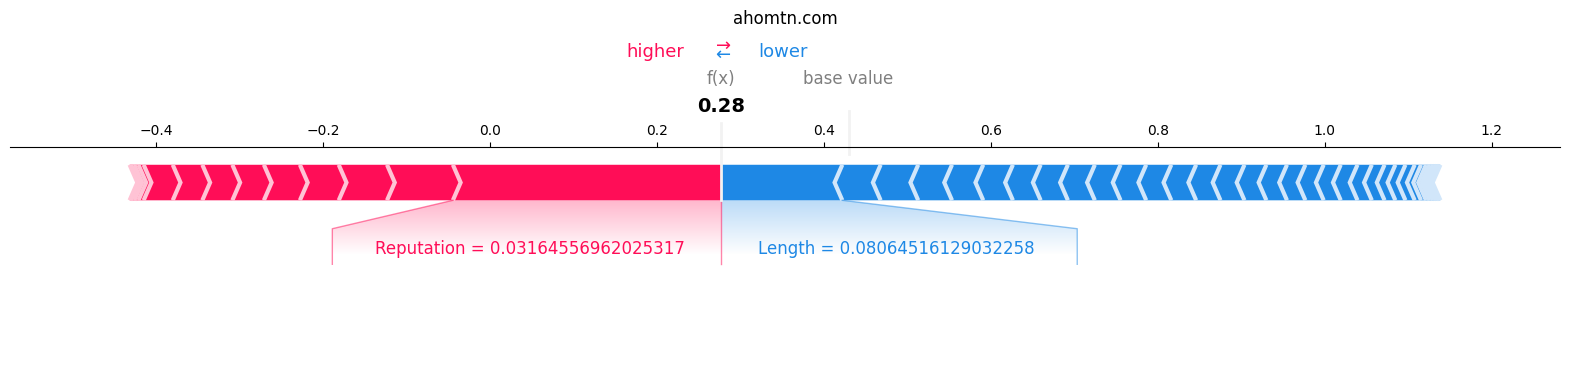 ahomtn.com
higher ⇄ lower
f(x) base value
0.28
−0.4 −0.2 0.0 0.2 0.4 0.6 0.8 1.0 1.2
Reputation = 0.03164556962025317 Length = 0.08064516129032258